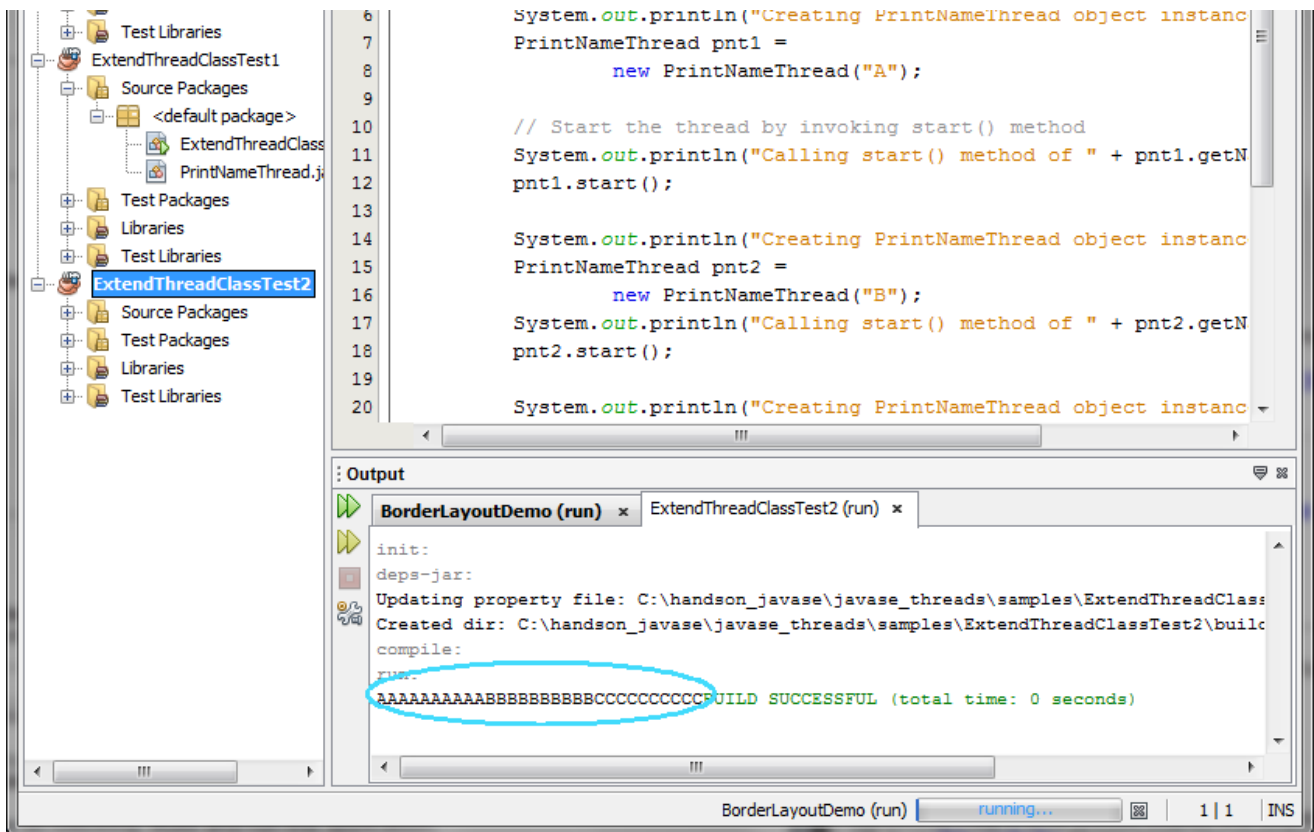 Test Libraries
ExtendThreadClassTest1
Source Packages
<default package>
ExtendThreadClass
PrintNameThread.ja
Test Packages
Libraries
Test Libraries
ExtendThreadClassTest2
Source Packages
Test Packages
Libraries
Test Libraries
6 System.out.println("Creating PrintNameThread object instanc
7 PrintNameThread pnt1 =
8 new PrintNameThread("A");
9
10 // Start the thread by invoking start() method
11 System.out.println("Calling start() method of " + pnt1.getN
12 pnt1.start();
13
14 System.out.println("Creating PrintNameThread object instanc
15 PrintNameThread pnt2 =
16 new PrintNameThread("B");
17 System.out.println("Calling start() method of " + pnt2.getN
18 pnt2.start();
19
20 System.out.println("Creating PrintNameThread object instanc
Output
BorderLayoutDemo (run) x ExtendThreadClassTest2 (run) x
init:
deps-jar:
Updating property file: C:\handson_javase\javase_threads\samples\ExtendThreadClass
Created dir: C:\handson_javase\javase_threads\samples\ExtendThreadClassTest2\builc
compile:
run:
AAAAAAAAAABBBBBBBBBBCCCCCCCCCCBUILD SUCCESSFUL (total time: 0 seconds)
BorderLayoutDemo (run) running... 1 | 1 INS